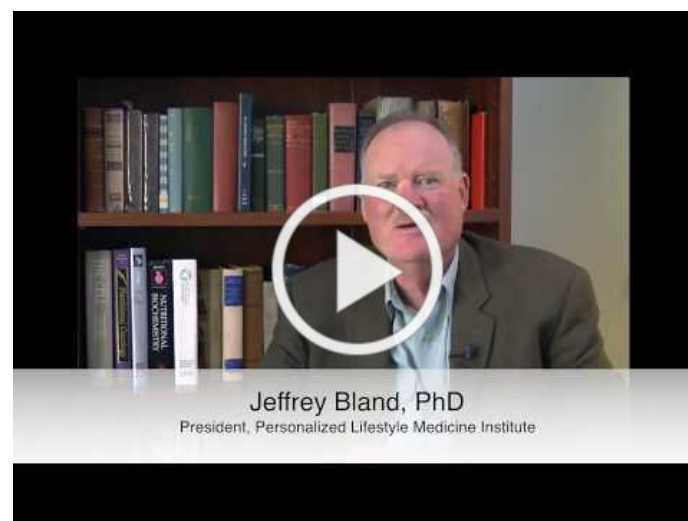 NUTRITIONAL
BIOCHEMISTRY
Jeffrey Bland, PhD
President, Personalized Lifestyle Medicine Institute